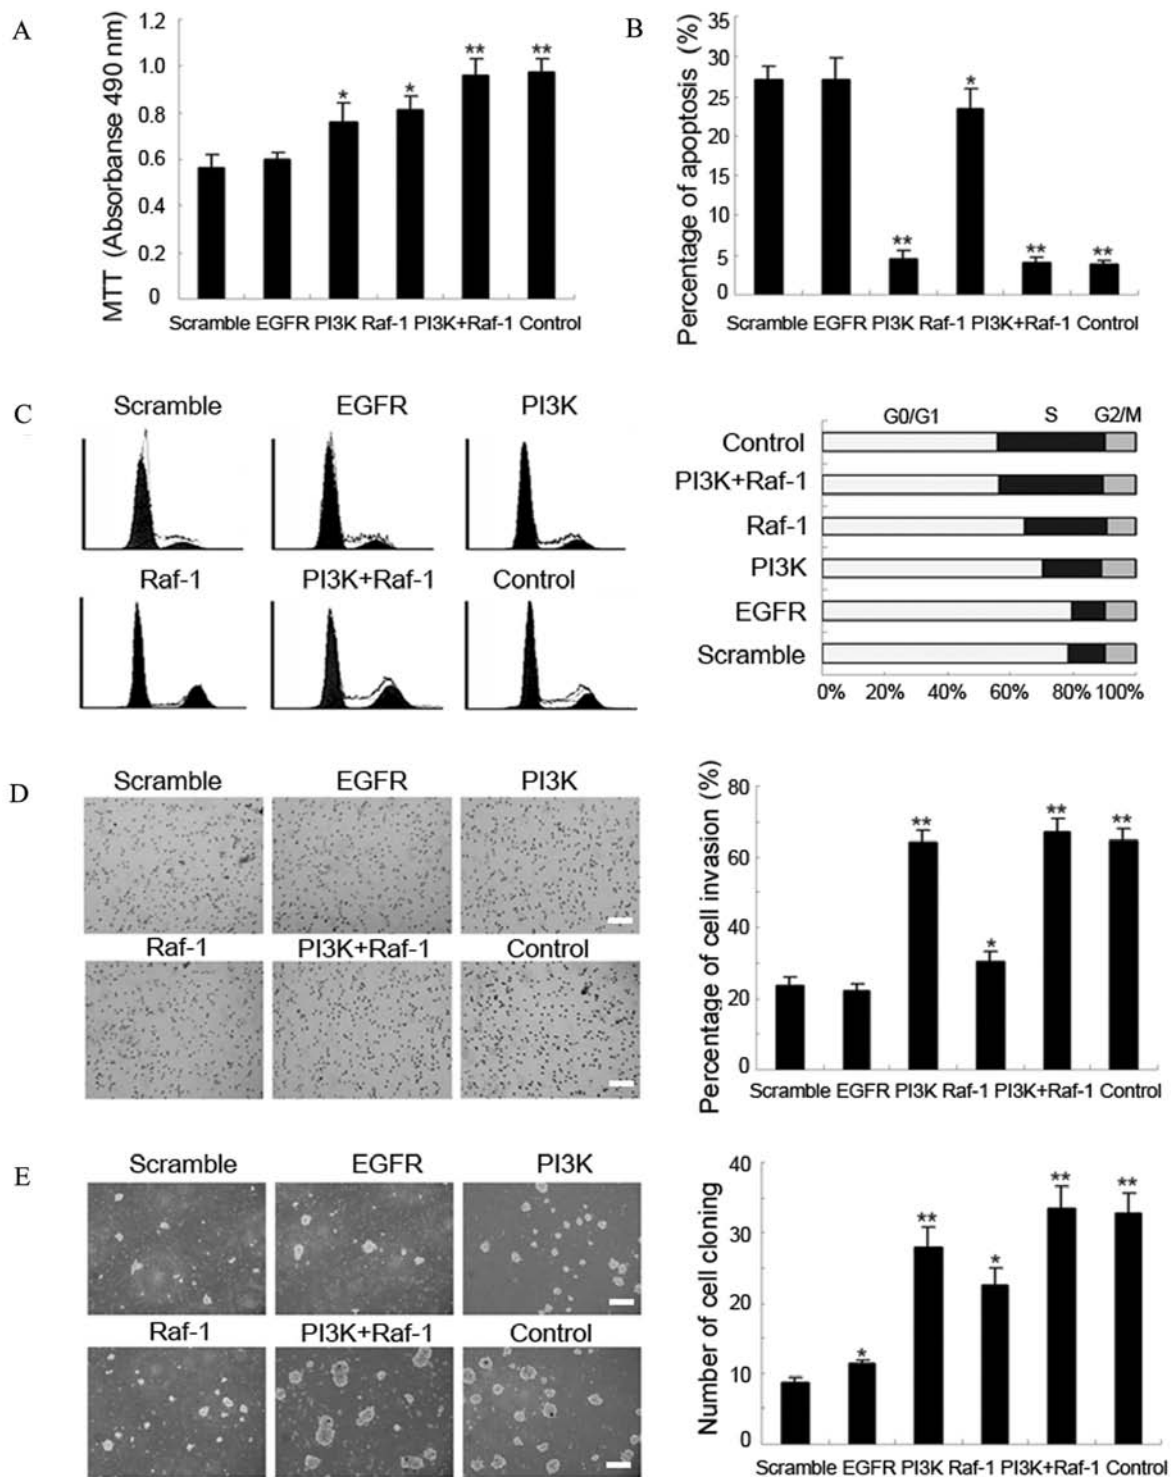 A
MTT (Absorbanse 490 nm)
1.2
1.0
0.8
0.6
0.4
0.2
0
*
*
**
**
Scramble EGFR PI3K Raf-1 PI3K+Raf-1 Control
B
Percentage of apoptosis (%)
35
30
25
20
15
10
5
0
**
*
**
**
Scramble EGFR PI3K Raf-1 PI3K+Raf-1 Control
C
Scramble EGFR PI3K
Raf-1 PI3K+Raf-1 Control
G0/G1 S G2/M
Control
PI3K+Raf-1
Raf-1
PI3K
EGFR
Scramble
0% 20% 40% 60% 80% 100%
D
Scramble EGFR PI3K
Raf-1 PI3K+Raf-1 Control
Percentage of cell invasion (%)
80
60
40
20
0
**
*
**
**
Scramble EGFR PI3K Raf-1 PI3K+Raf-1 Control
E
Scramble EGFR PI3K
Raf-1 PI3K+Raf-1 Control
Number of cell cloning
40
30
20
10
0
*
**
*
**
**
Scramble EGFR PI3K Raf-1 PI3K+Raf-1 Control